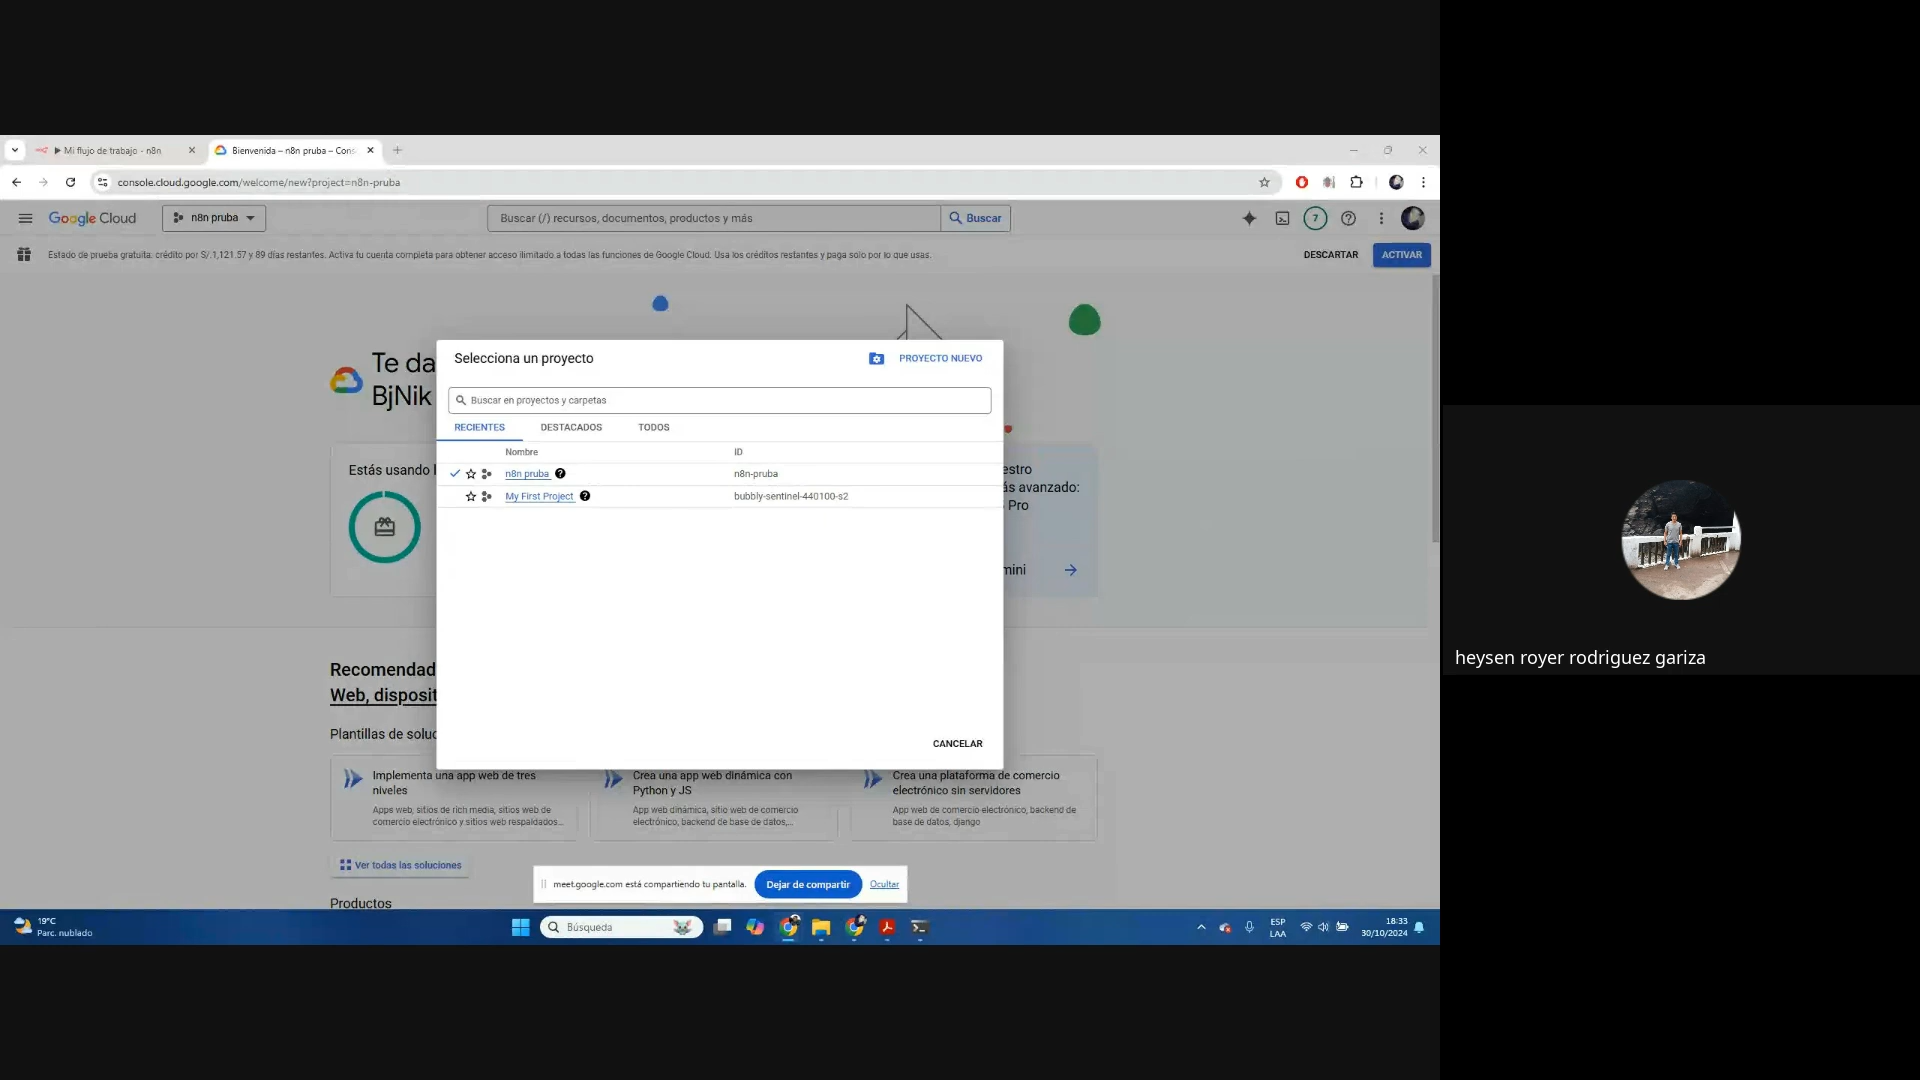 Mi flujo de trabajo - n8n
Bienvenida – n8n pruba – Cons
console.cloud.google.com/welcome/new?project=n8n-pruba
Google Cloud
n8n pruba
Buscar (/) recursos, documentos, productos y más
Buscar
7
Estado de prueba gratuita: crédito por S/.1,121.57 y 89 días restantes. Activa tu cuenta completa para obtener acceso ilimitado a todas las funciones de Google Cloud. Usa los créditos restantes y paga solo por lo que usas.
DESCARTAR
ACTIVAR
Te da
BjNik
Selecciona un proyecto
PROYECTO NUEVO
Buscar en proyectos y carpetas
RECIENTES
DESTACADOS
TODOS
Nombre
ID
n8n pruba
n8n-pruba
My First Project
bubbly-sentinel-440100-s2
CANCELAR
Estás usando l
estro
ás avanzado:
Pro
mini
heysen royer rodriguez gariza
Recomendad
Web, disposit
Plantillas de soluc
Implementa una app web de tres
niveles
Apps web, sitios de rich media, sitios web de
comercio electrónico y sitios web respaldados...
Crea una app web dinámica con
Python y JS
App web dinámica, sitio web de comercio
electrónico, backend de base de datos,...
Crea una plataforma de comercio
electrónico sin servidores
App web de comercio electrónico, backend de
base de datos, django
Ver todas las soluciones
meet.google.com está compartiendo tu pantalla.
Dejar de compartir
Ocultar
Productos
19°C
Parc. nublado
Búsqueda
ESP
LAA
18:33
30/10/2024